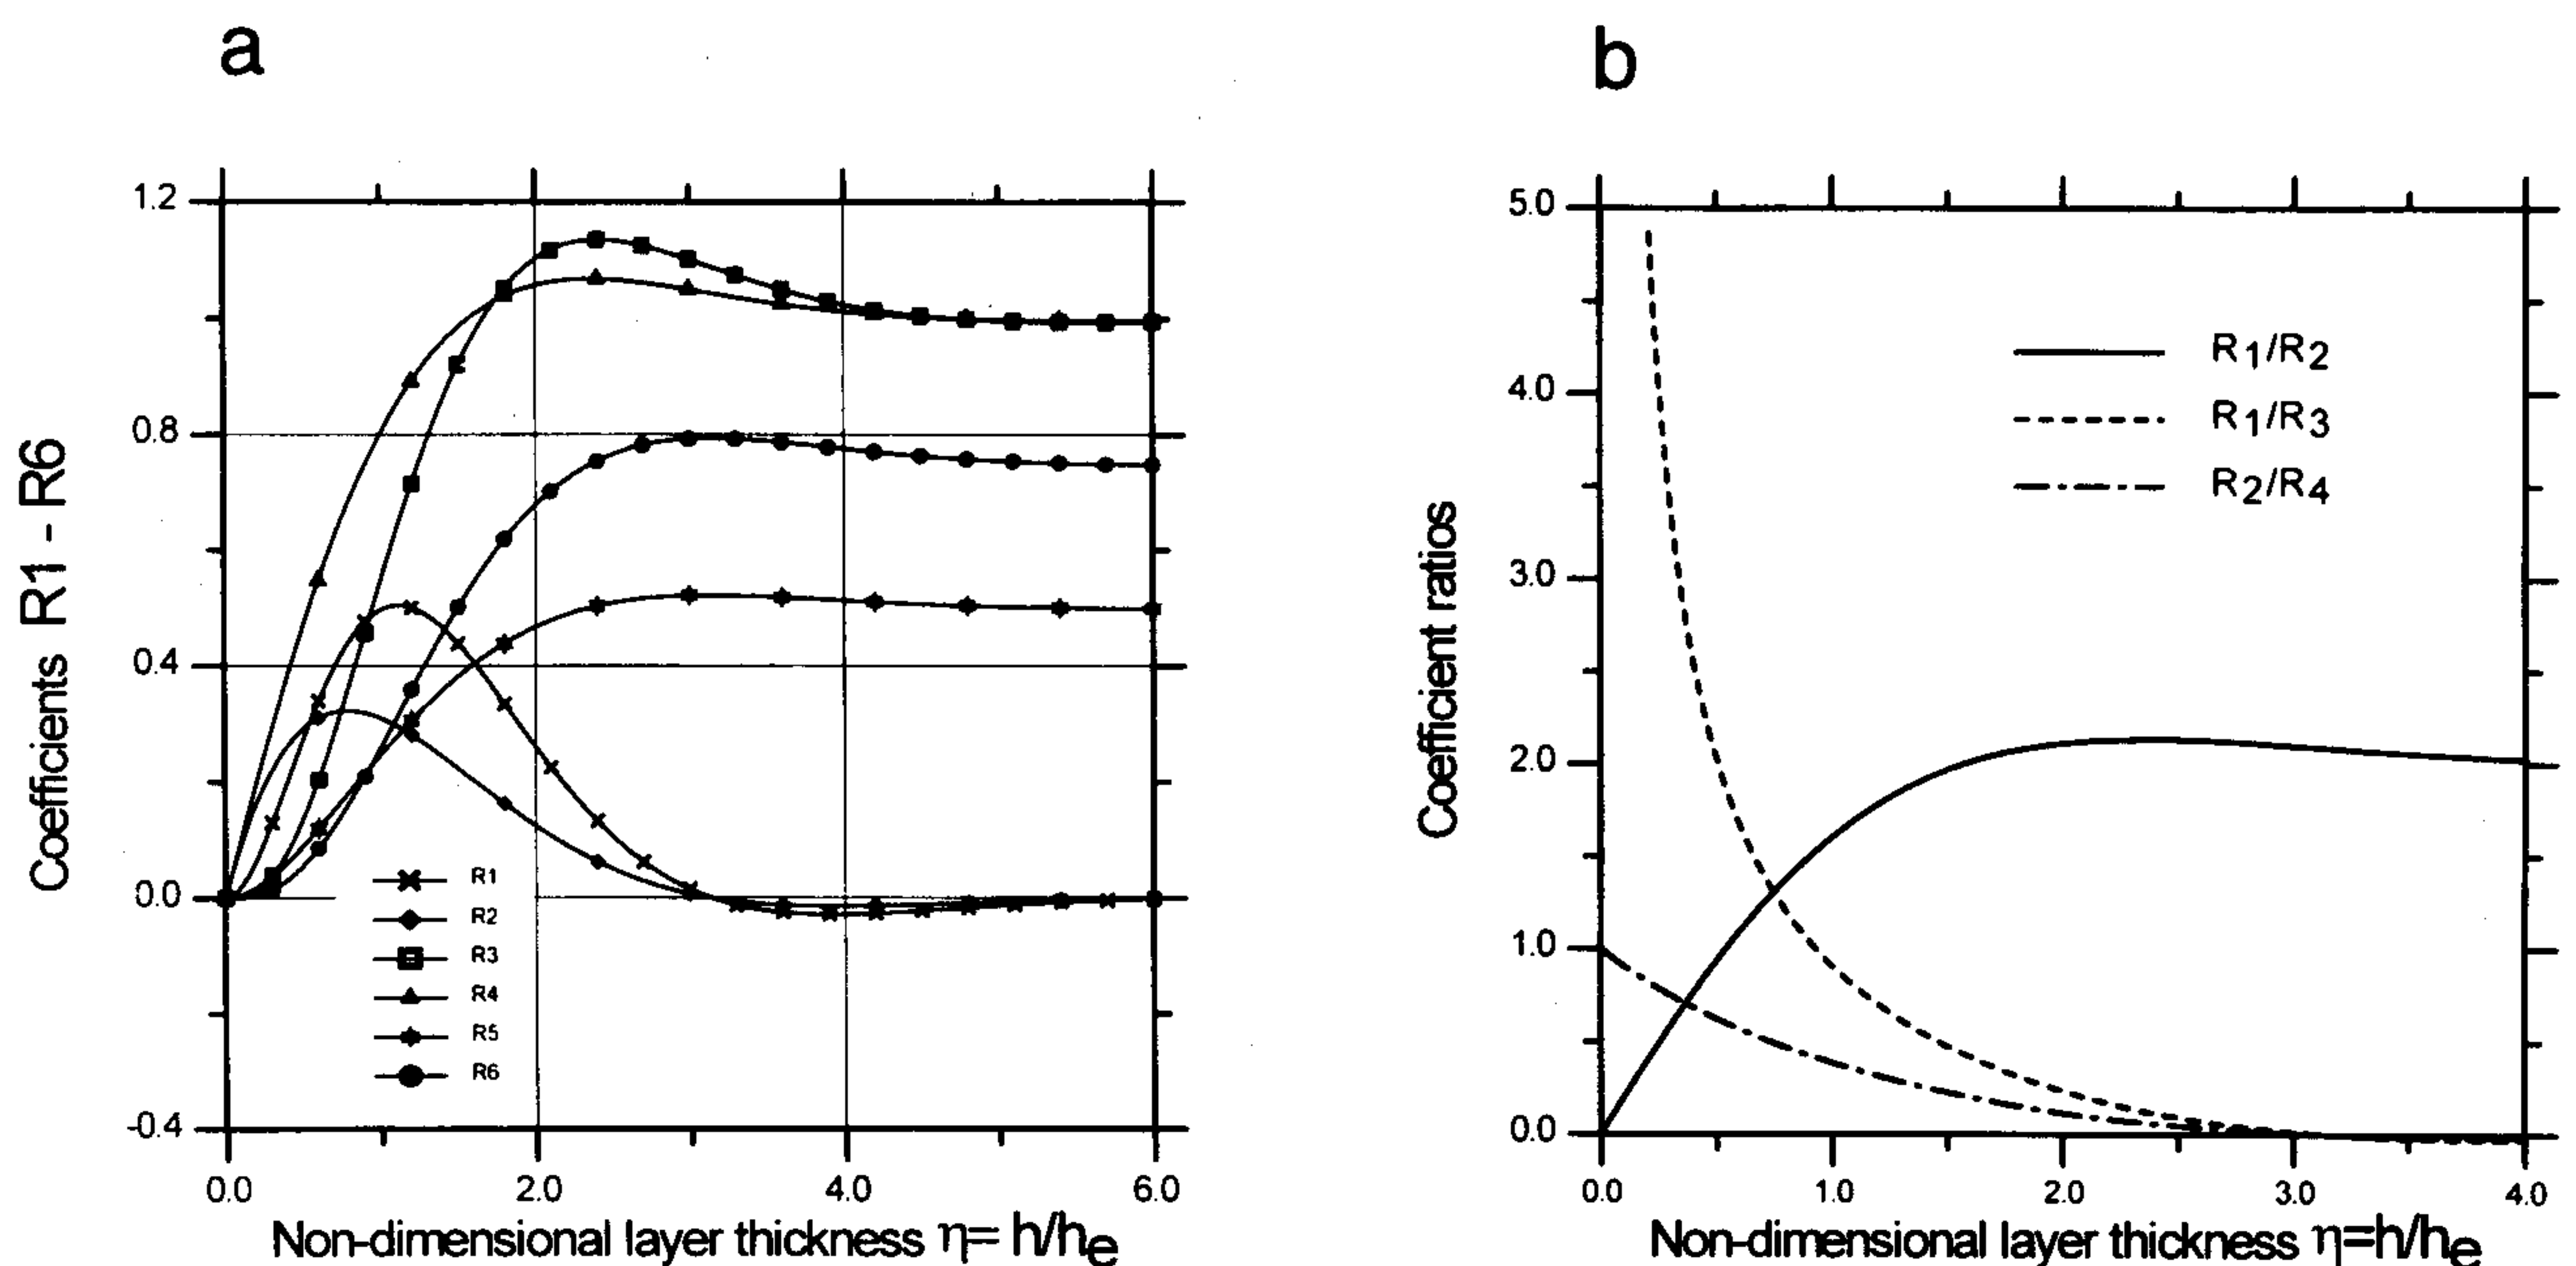 a
1.2
0.8
0.4
0.0
-0.4
Coefficients R1 - R6
R1
R2
R3
R4
R5
R6
0.0 2.0 4.0 6.0
Non-dimensional layer thickness η= h/he
b
5.0
4.0
3.0
2.0
1.0
0.0
Coefficient ratios
R1/R2
R1/R3
R2/R4
0.0 1.0 2.0 3.0 4.0
Non-dimensional layer thickness η=h/he